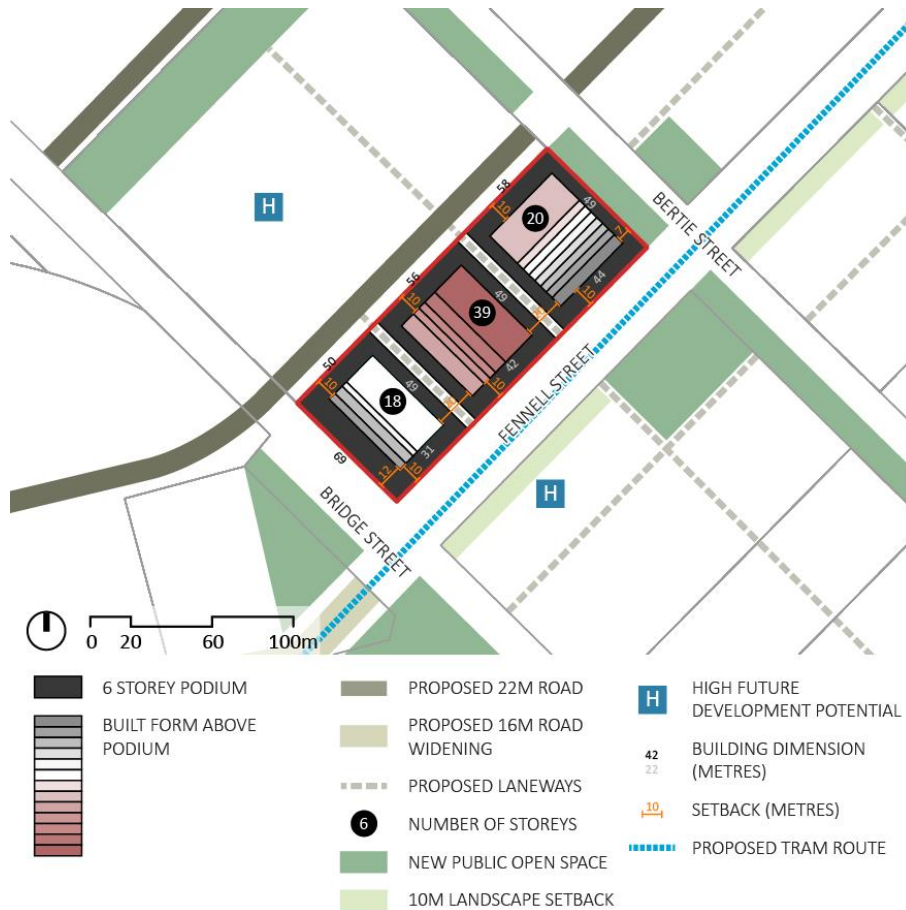 H
58
10
20
49
7
BERTIE STREET
56
44
10
10
49
39
50
42
FENNELL STREET
10
10
49
18
31
69
12
10
H
BRIDGE STREET
0 20 60 100m
6 STOREY PODIUM
BUILT FORM ABOVE
PODIUM
PROPOSED 22M ROAD
PROPOSED 16M ROAD
WIDENING
PROPOSED LANEWAYS
6 NUMBER OF STOREYS
NEW PUBLIC OPEN SPACE
10M LANDSCAPE SETBACK
H HIGH FUTURE
DEVELOPMENT POTENTIAL
42
22
BUILDING DIMENSION
(METRES)
10 SETBACK (METRES)
PROPOSED TRAM ROUTE